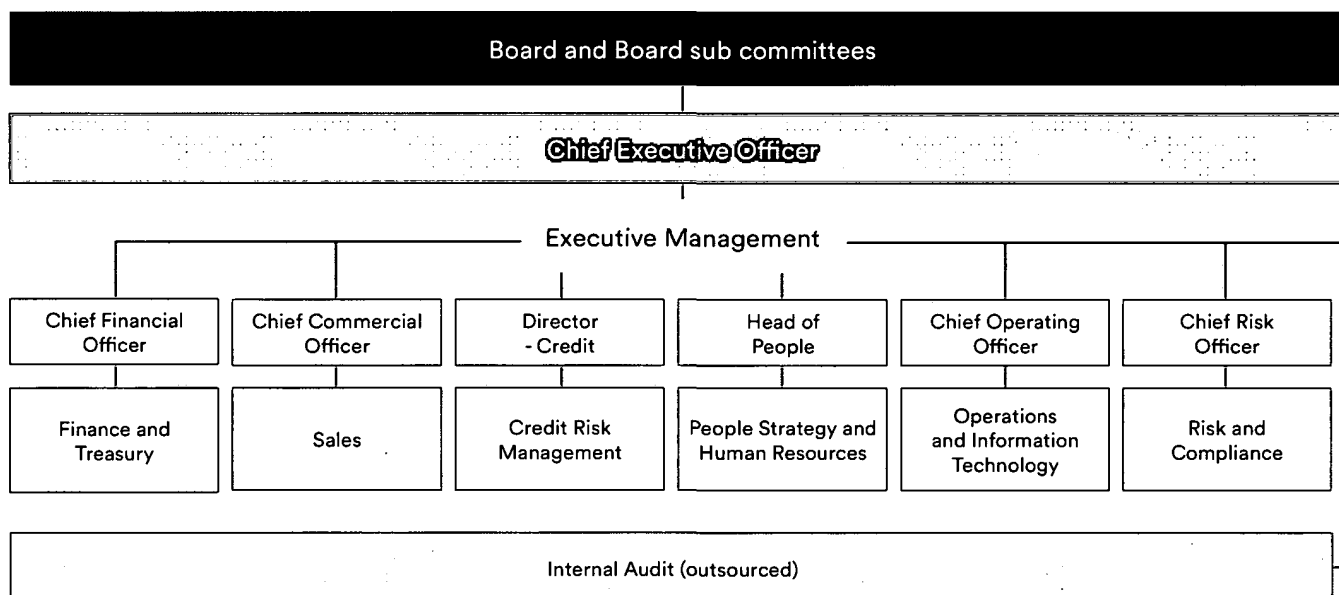 Board and Board sub committees
Chief Executive Officer
Executive Management
Chief Financial
Officer
Chief Commercial
Officer
Director
- Credit
Head of
People
Chief Operating
Officer
Chief Risk
Officer
Finance and
Treasury
Sales
Credit Risk
Management
People Strategy and
Human Resources
Operations
and Information
Technology
Risk and
Compliance
Internal Audit (outsourced)